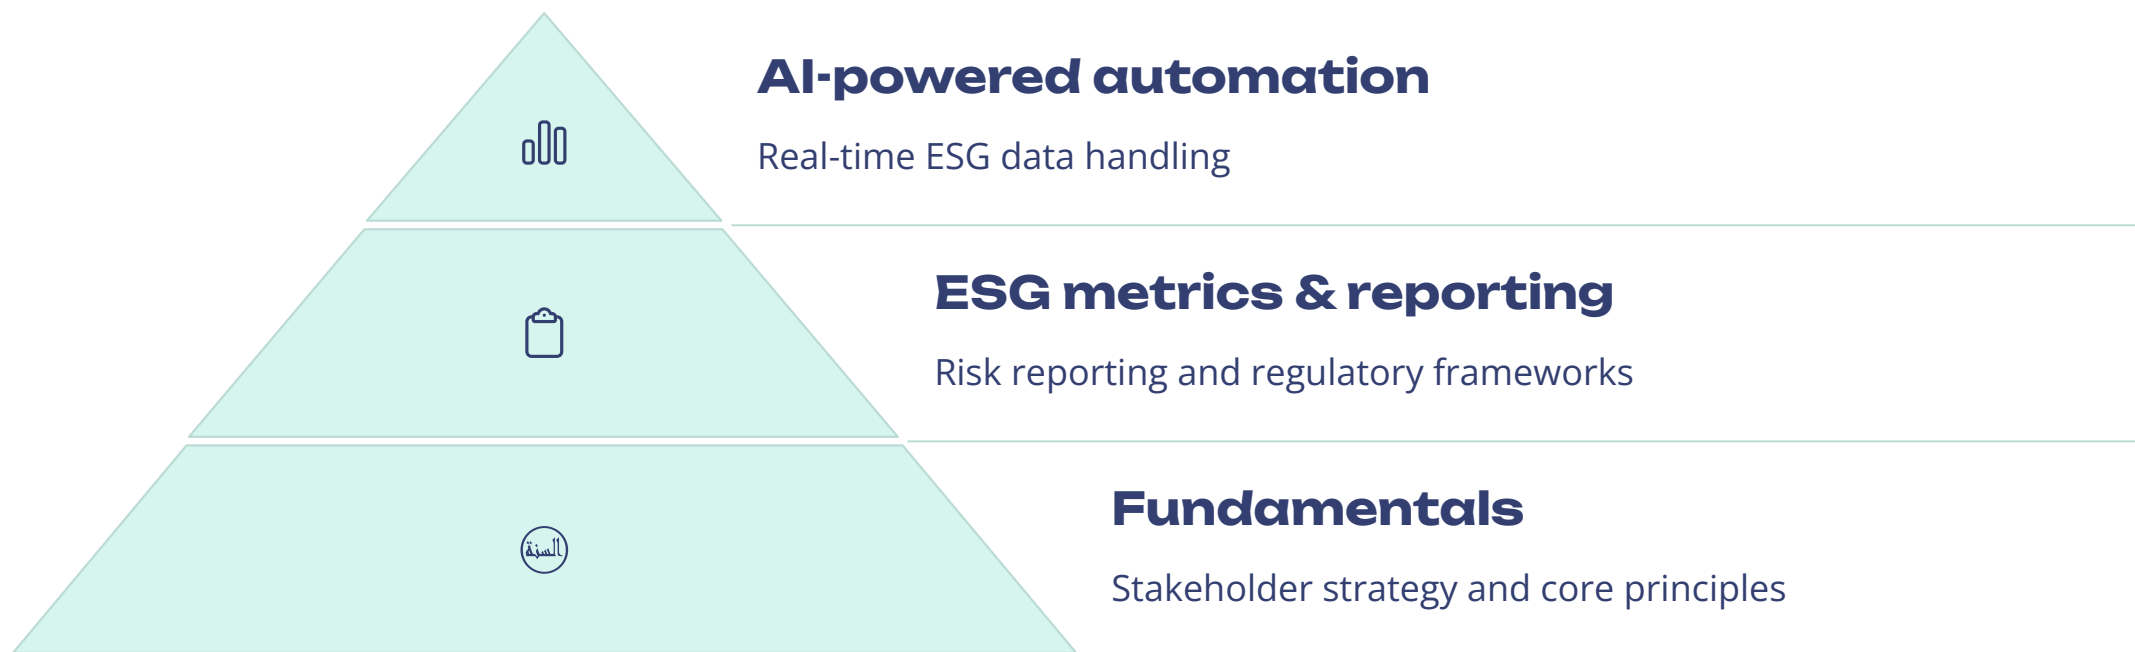 AI-powered automation
Real-time ESG data handling
ESG metrics & reporting
Risk reporting and regulatory frameworks
السنة
Fundamentals
Stakeholder strategy and core principles